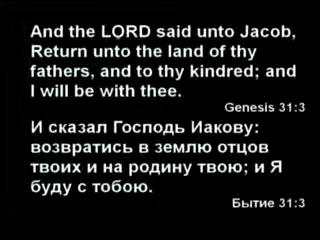 And the LORD said unto Jacob,
Return unto the land of thy
fathers, and to thy kindred; and
I will be with thee.
Genesis 31:3
И сказал Господь Иакову:
возвратись в землю отцов
твоих и на родину твою; и Я
буду с тобою.
Бытие 31:3